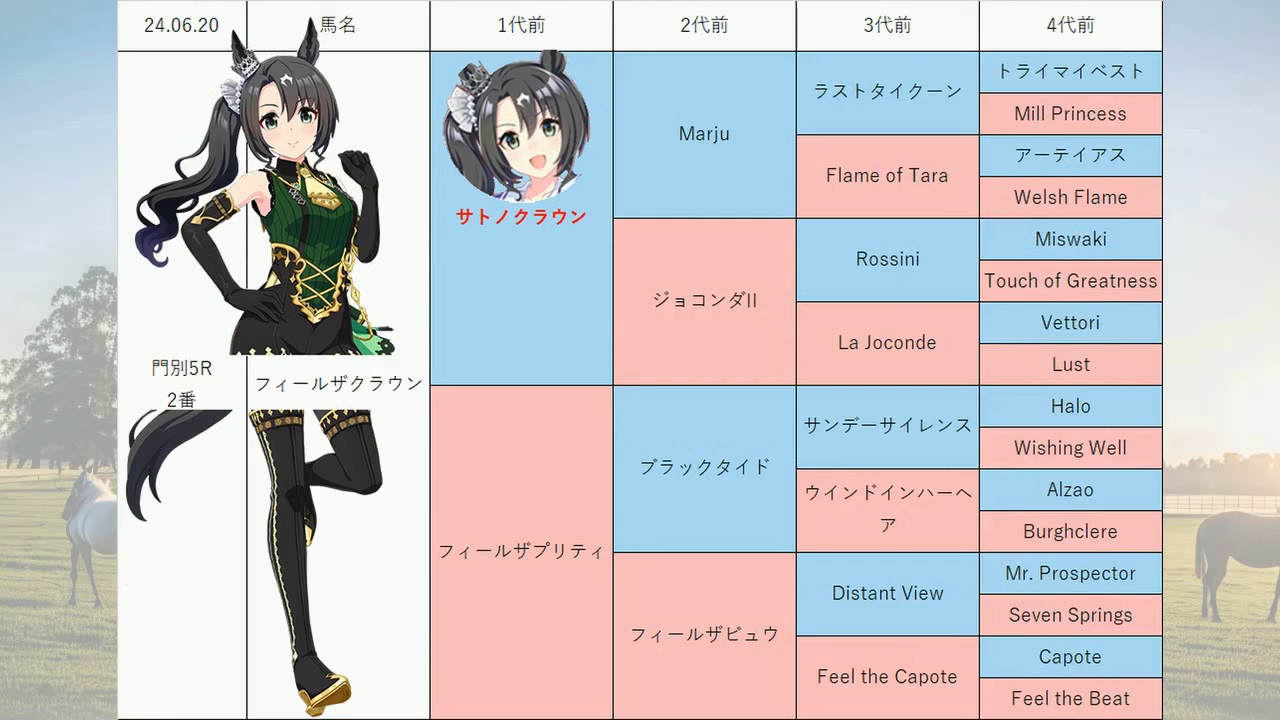 24.06.20
馬名
1代前
2代前
3代前
4代前
門別5R
2番
フィールザクラウン
サトノクラウン
フィールザプリティ
Marju
ジョコンダII
ブラックタイド
フィールザビュウ
ラストタイクーン
Flame of Tara
Rossini
La Joconde
サンデーサイレンス
ウインドインハーヘ
ア
Distant View
Feel the Capote
トライマイベスト
Mill Princess
アーテイアス
Welsh Flame
Miswaki
Touch of Greatness
Vettori
Lust
Halo
Wishing Well
Alzao
Burghclere
Mr. Prospector
Seven Springs
Capote
Feel the Beat